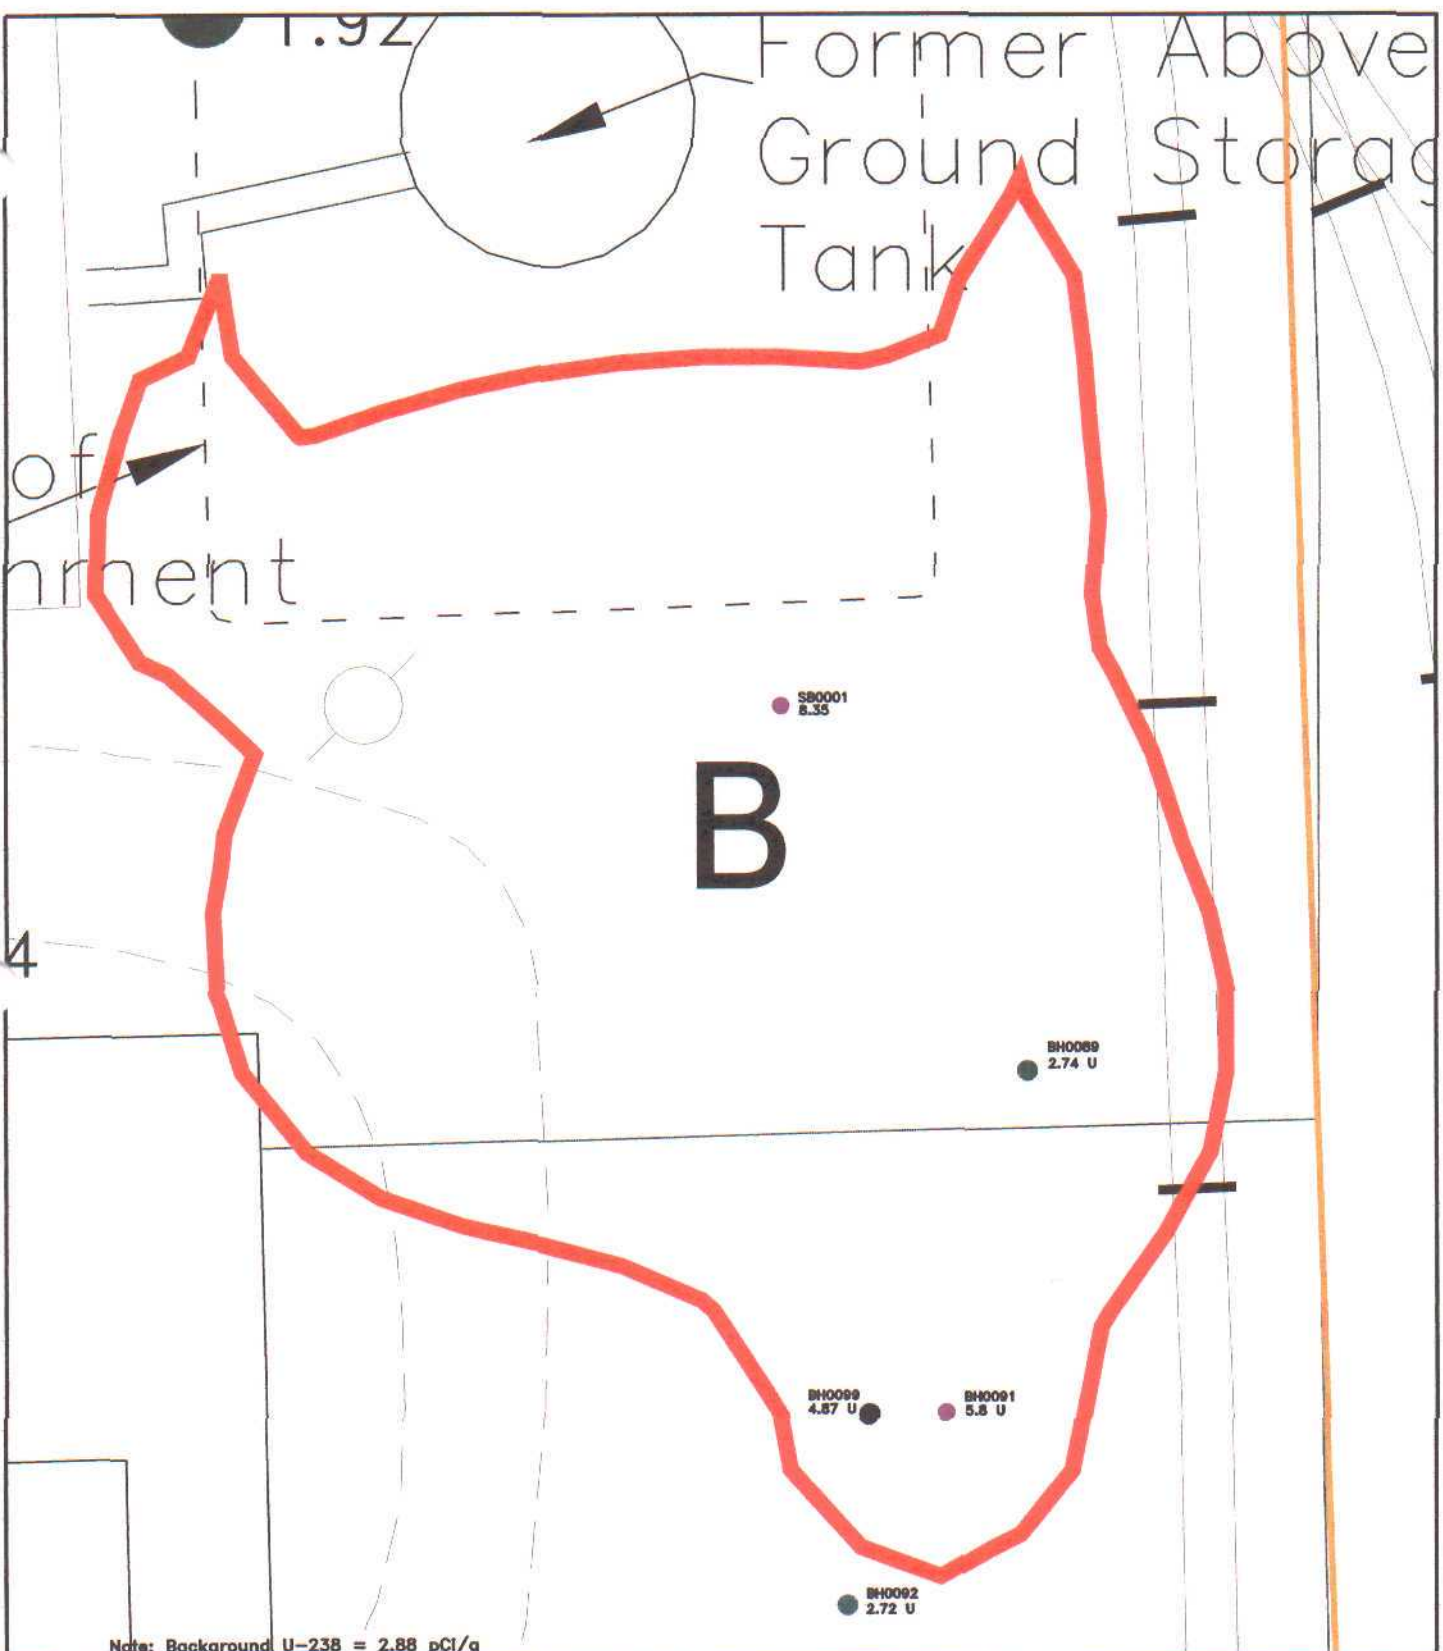 1.92
Former Above
Ground Storag
Tank
of
nment
SB0001
8.35
B
4
BH0089
2.74 U
BH0099
4.87 U
BH0091
5.8 U
BH0092
2.72 U
Note: Background U-238 = 2.88 pCi/g